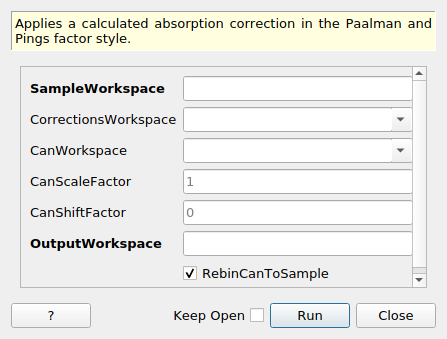 Applies a calculated absorption correction in the Paalman and
Pings factor style.
SampleWorkspace
CorrectionsWorkspace
CanWorkspace
CanScaleFactor 1
CanShiftFactor 0
OutputWorkspace
RebinCanToSample
? Keep Open Run Close